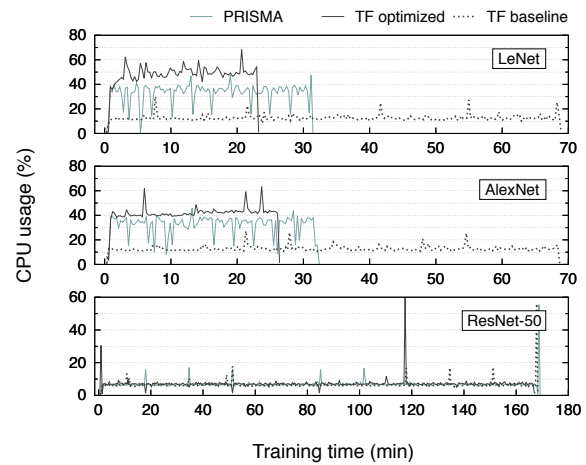 PRISMA TF optimized TF baseline
80
60
40
20
0
LeNet
0 10 20 30 40 50 60 70
80
60
40
20
0
AlexNet
0 10 20 30 40 50 60 70
60
40
20
0
ResNet-50
0 20 40 60 80 100 120 140 160 180
CPU usage (%)
Training time (min)